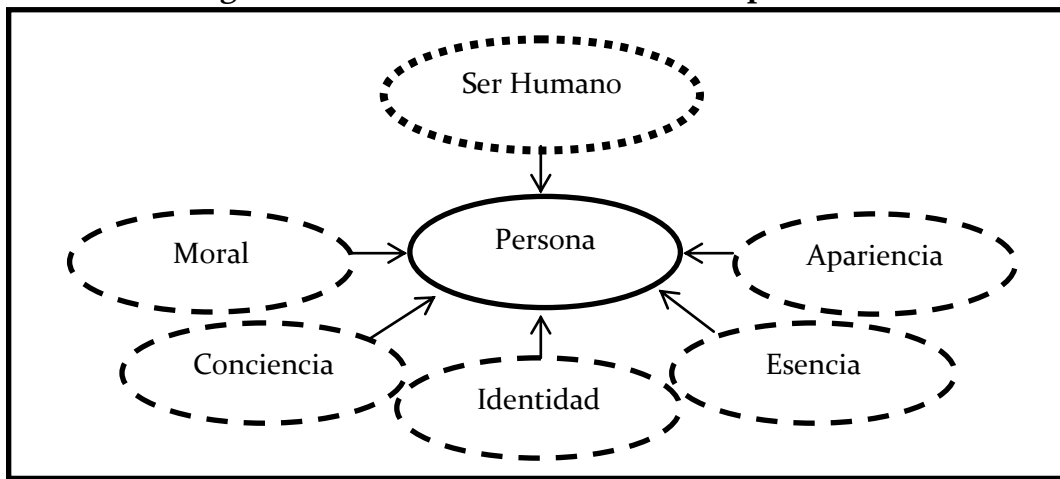 Ser Humano
Persona
Moral
Apariencia
Conciencia
Esencia
Identidad